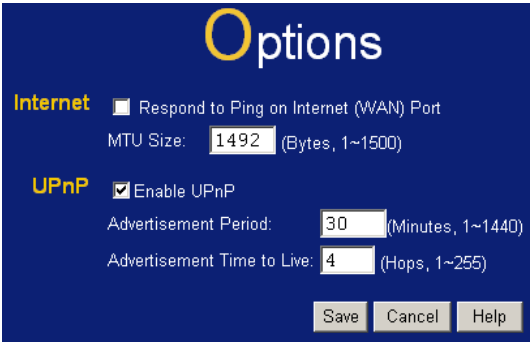 Options
Internet Respond to Ping on Internet (WAN) Port
MTU Size: 1492 (Bytes, 1~1500)
UPnP Enable UPnP
Advertisement Period: 30 (Minutes, 1~1440)
Advertisement Time to Live: 4 (Hops, 1~255)
Save Cancel Help